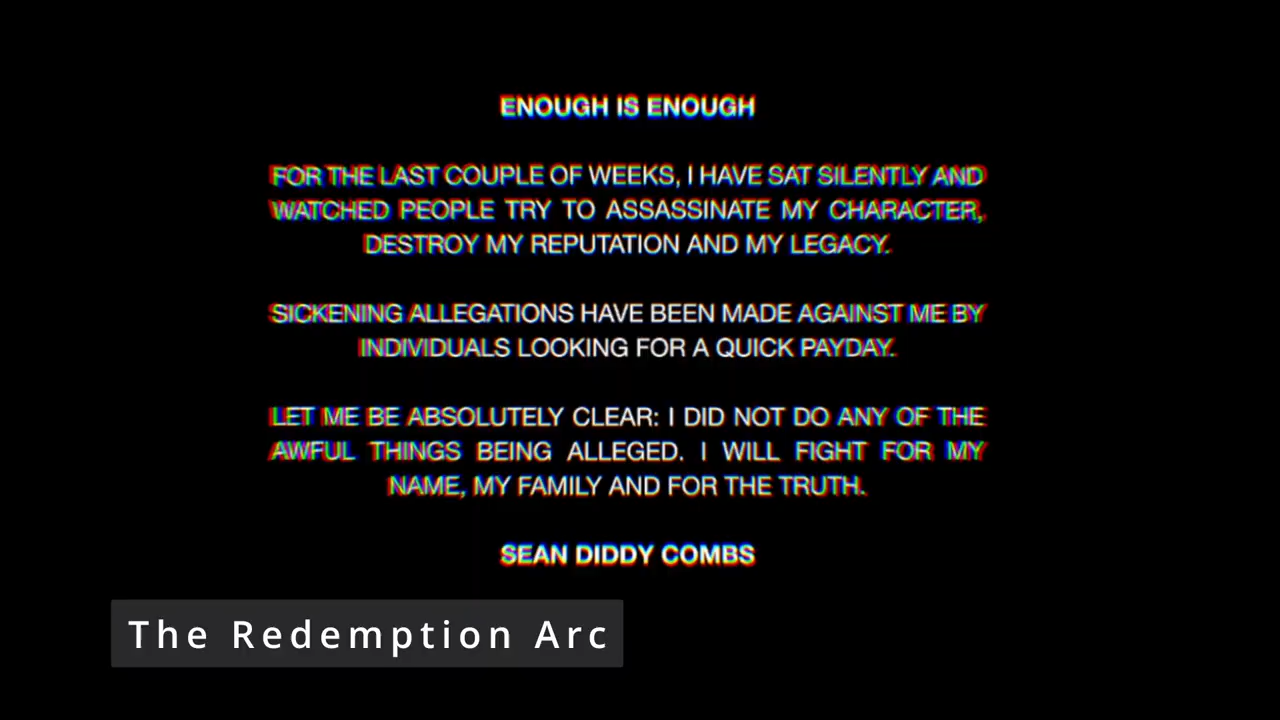 ENOUGH IS ENOUGH
FOR THE LAST COUPLE OF WEEKS, I HAVE SAT SILENTLY AND
WATCHED PEOPLE TRY TO ASSASSINATE MY CHARACTER,
DESTROY MY REPUTATION AND MY LEGACY.
SICKENING ALLEGATIONS HAVE BEEN MADE AGAINST ME BY
INDIVIDUALS LOOKING FOR A QUICK PAYDAY.
LET ME BE ABSOLUTELY CLEAR: I DID NOT DO ANY OF THE
AWFUL THINGS BEING ALLEGED. I WILL FIGHT FOR MY
NAME, MY FAMILY AND FOR THE TRUTH.
SEAN DIDDY COMBS
The Redemption Arc